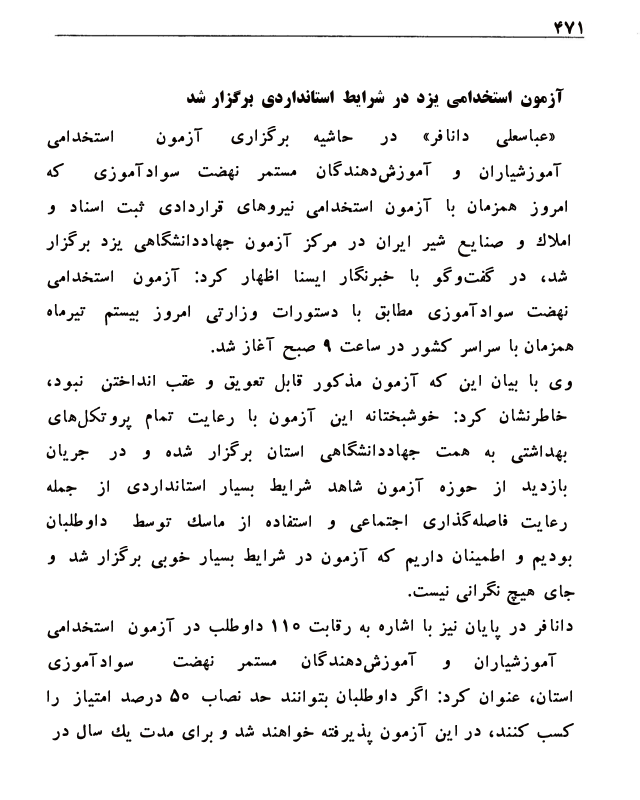 ۴۷۱
آزمون استخدامی یزد در شرایط استانداردی برگزار شد
«عباسعلی دانافر» در حاشیه برگزاری آزمون استخدامی
آموزشیاران و آموزش‌دهندگان مستمر نهضت سوادآموزی که
امروز همزمان با آزمون استخدامی نیروهای قراردادی ثبت اسناد و
املاك و صنایع شیر ایران در مرکز آزمون جهاددانشگاهی یزد برگزار
شد، در گفت‌وگو با خبرنگار ایسنا اظهار کرد: آزمون استخدامی
نهضت سوادآموزی مطابق با دستورات وزارتی امروز بیستم تیرماه
همزمان با سراسر کشور در ساعت ۹ صبح آغاز شد.
وی با بیان این که آزمون مذکور قابل تعویق و عقب انداختن نبود،
خاطرنشان کرد: خوشبختانه این آزمون با رعایت تمام پروتکل‌های
بهداشتی به همت جهاددانشگاهی استان برگزار شده و در جریان
بازدید از حوزه آزمون شاهد شرایط بسیار استانداردی از جمله
رعایت فاصله‌گذاری اجتماعی و استفاده از ماسك توسط داوطلبان
بودیم و اطمینان داریم که آزمون در شرایط بسیار خوبی برگزار شد و
جای هیچ نگرانی نیست.
دانافر در پایان نیز با اشاره به رقابت ۱۱۰ داوطلب در آزمون استخدامی
آموزشیاران و آموزش‌دهندگان مستمر نهضت سوادآموزی
استان، عنوان کرد: اگر داوطلبان بتوانند حد نصاب ۵۰ درصد امتیاز را
کسب کنند، در این آزمون پذیرفته خواهند شد و برای مدت یك سال در